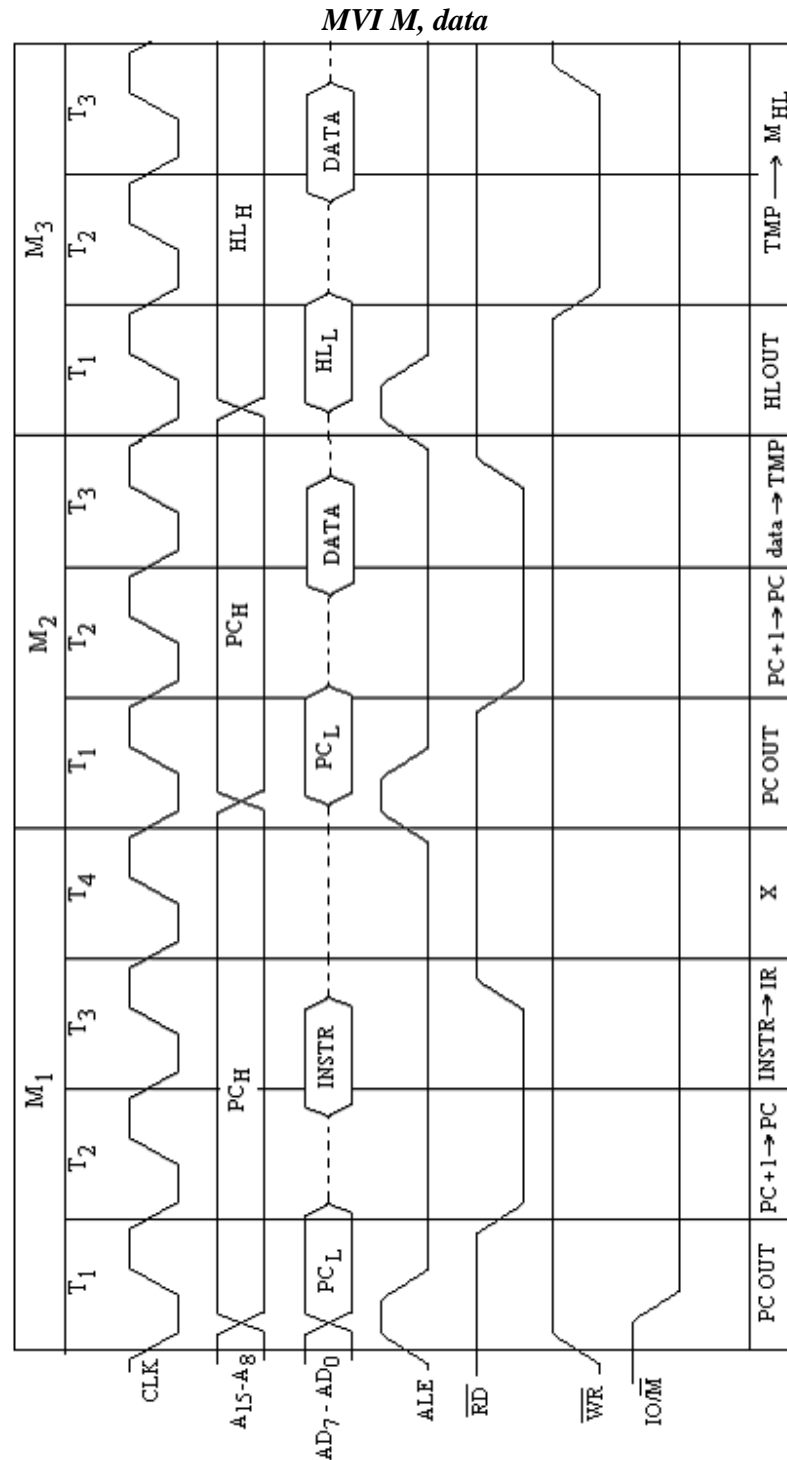 MVI M, data
M1 M2 M3
T1 T2 T3 T4 T1 T2 T3 T1 T2 T3
CLK
A15-A8 PCH PCH HLH
AD7 - AD0 PCL INSTR PCL DATA HLL DATA
ALE
RD
WR
IO/M
PC OUT PC+1→PC INSTR→IR X PC OUT PC+1→PC data→TMP HLOUT TMP → MHL